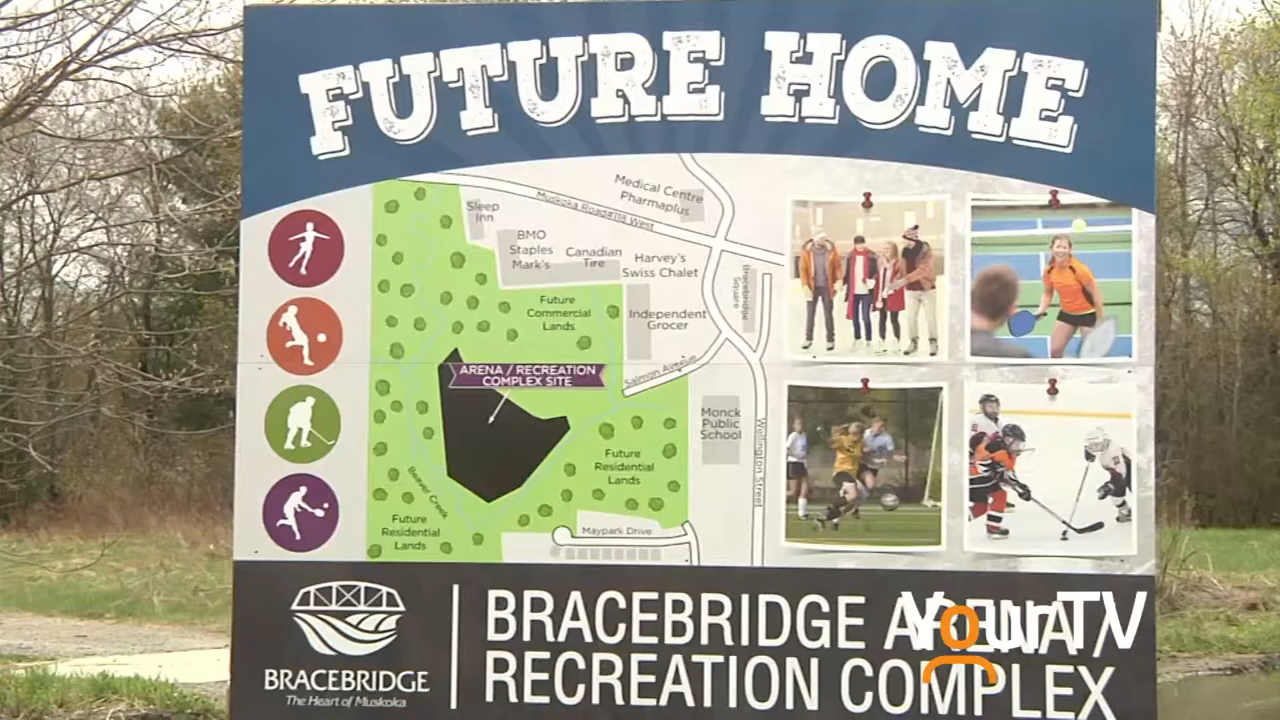 FUTURE HOME
Medical Centre
Pharmaplus
Muskoka Road #118 West
Sleep
Inn
BMO
Staples
Mark's
Canadian
Tire
Harvey's
Swiss Chalet
Bracebridge
Square
Future
Commercial
Lands
Independent
Grocer
ARENA / RECREATION
COMPLEX SITE
Salmon Avenue
Monck
Public
School
Wellington Street
Future
Residential
Lands
Beaver Creek
Future
Residential
Lands
Maypark Drive
BRACEBRIDGE
The Heart of Muskoka
BRACEBRIDGE ARENA /
RECREATION COMPLEX
YourTV